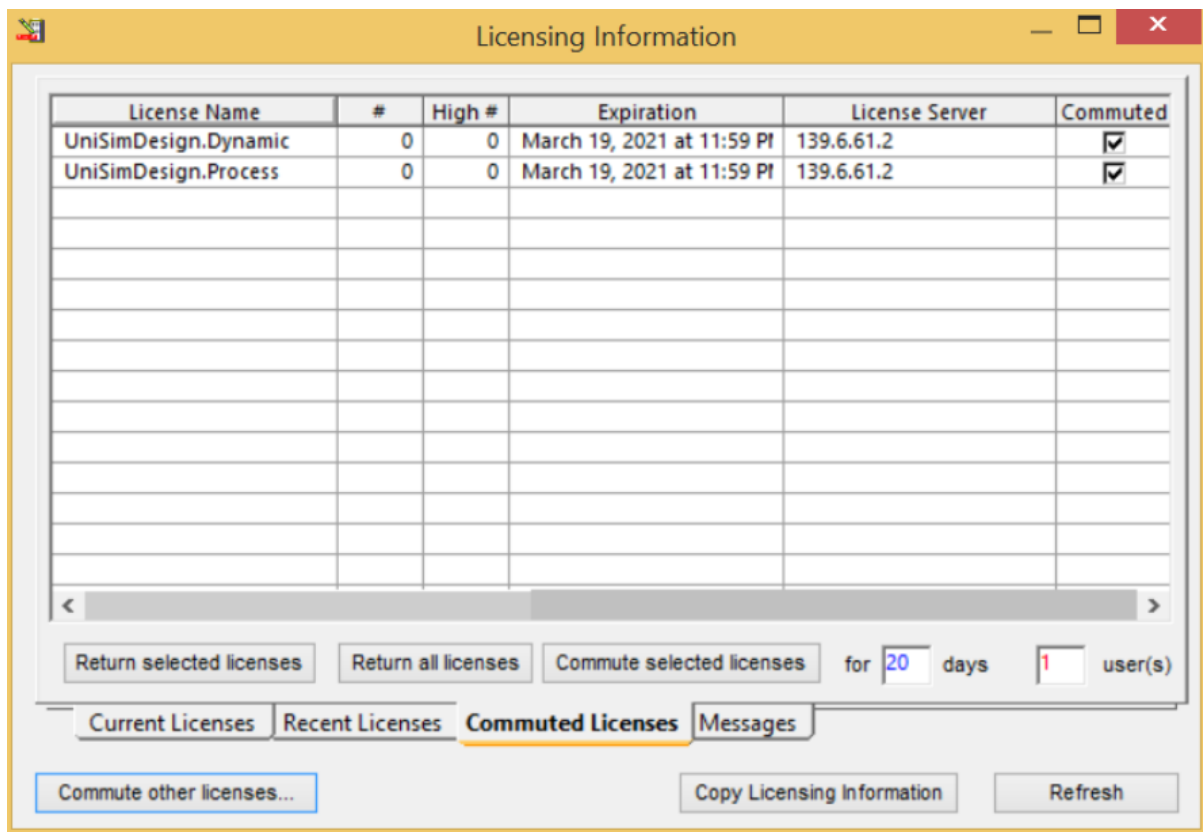 Licensing Information
License Name # High # Expiration License Server Commuted
UniSimDesign.Dynamic 0 0 March 19, 2021 at 11:59 PM 139.6.61.2
UniSimDesign.Process 0 0 March 19, 2021 at 11:59 PM 139.6.61.2
Return selected licenses Return all licenses Commute selected licenses for 20 days 1 user(s)
Current Licenses Recent Licenses Commuted Licenses Messages
Commute other licenses... Copy Licensing Information Refresh